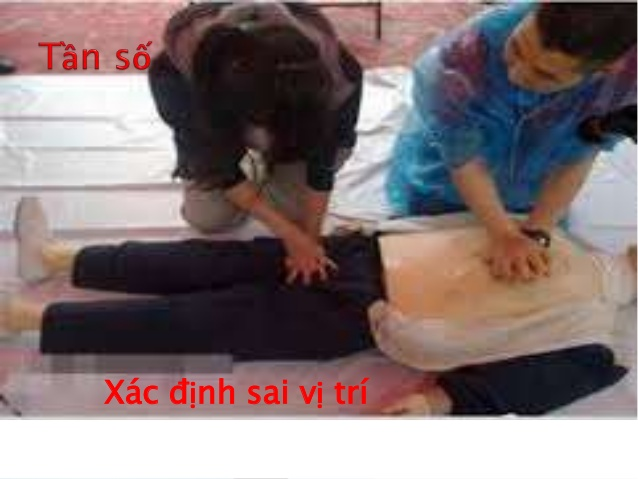 Tần số
Xác định sai vị trí